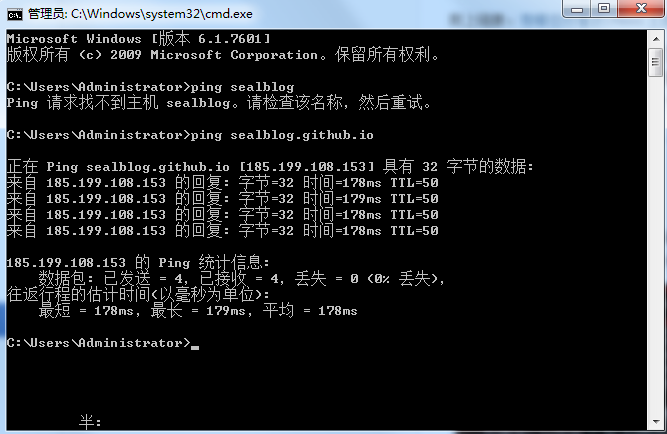 管理员: C:\Windows\system32\cmd.exe
Microsoft Windows [版本 6.1.7601]
版权所有 (c) 2009 Microsoft Corporation。保留所有权利。
C:\Users\Administrator>ping sealblog
Ping 请求找不到主机 sealblog。请检查该名称，然后重试。
C:\Users\Administrator>ping sealblog.github.io
正在 Ping sealblog.github.io [185.199.108.153] 具有 32 字节的数据:
来自 185.199.108.153 的回复: 字节=32 时间=178ms TTL=50
来自 185.199.108.153 的回复: 字节=32 时间=179ms TTL=50
来自 185.199.108.153 的回复: 字节=32 时间=178ms TTL=50
来自 185.199.108.153 的回复: 字节=32 时间=178ms TTL=50
185.199.108.153 的 Ping 统计信息:
数据包: 已发送 = 4，已接收 = 4，丢失 = 0 (0% 丢失)，
往返行程的估计时间(以毫秒为单位):
最短 = 178ms，最长 = 179ms，平均 = 178ms
C:\Users\Administrator>
半: